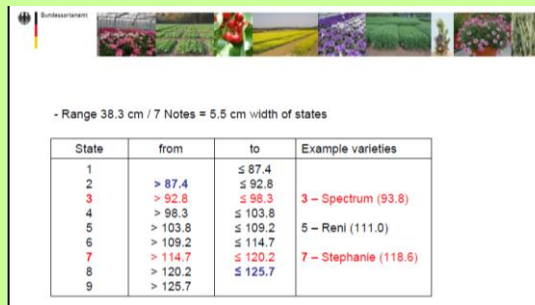 Bundessortenamt
- Range 38.3 cm / 7 Notes = 5.5 cm width of states
State from to Example varieties
1 ≤ 87.4
2 > 87.4 ≤ 92.8
3 > 92.8 ≤ 98.3 3 – Spectrum (93.8)
4 > 98.3 ≤ 103.8
5 > 103.8 ≤ 109.2 5 – Reni (111.0)
6 > 109.2 ≤ 114.7
7 > 114.7 ≤ 120.2 7 – Stephanie (118.6)
8 > 120.2 ≤ 125.7
9 > 125.7